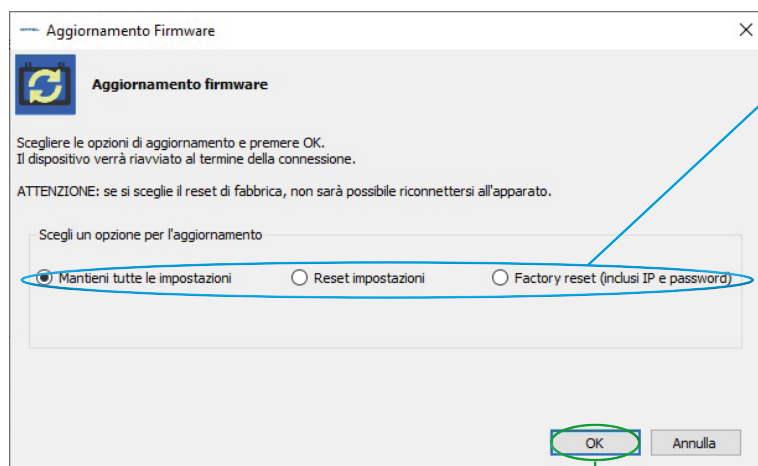 Aggiornamento Firmware
Aggiornamento firmware
Scegliere le opzioni di aggiornamento e premere OK.
Il dispositivo verrà riavviato al termine della connessione.
ATTENZIONE: se si sceglie il reset di fabbrica, non sarà possibile riconnettersi all'apparato.
Scegli un opzione per l'aggiornamento
Mantieni tutte le impostazioni Reset impostazioni Factory reset (inclusi IP e password)
OK Annulla